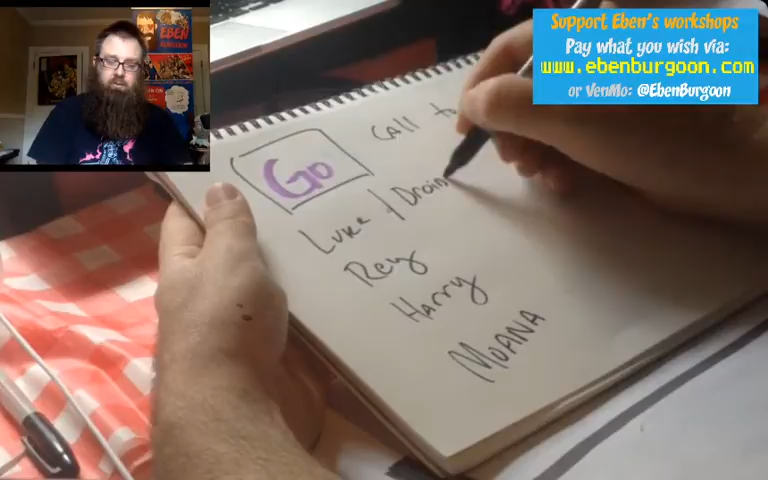 EBEN
Support Eben's workshops
Pay what you wish via:
www.ebenburgoon.com
or VenMo: @EbenBurgoon
Call to
Go
Luke + Droid
Rey
Harry
MOANA